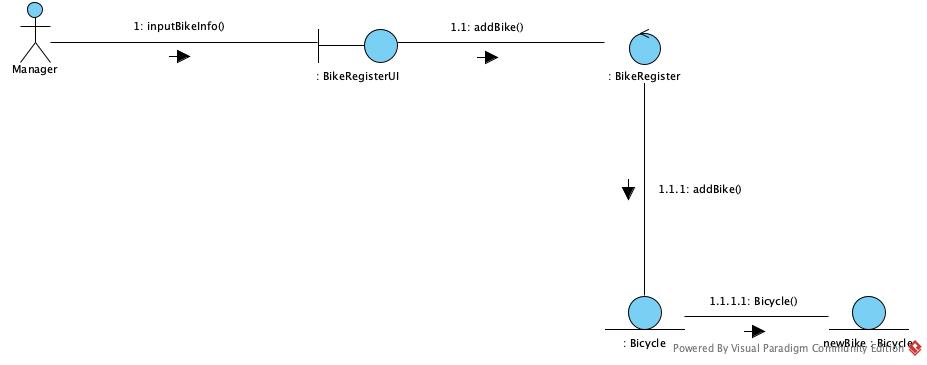 1: inputBikeInfo()
1.1: addBike()
Manager
: BikeRegisterUI
: BikeRegister
1.1.1: addBike()
1.1.1.1: Bicycle()
: Bicycle
newBike : Bicycle
Powered By Visual Paradigm Community Edition